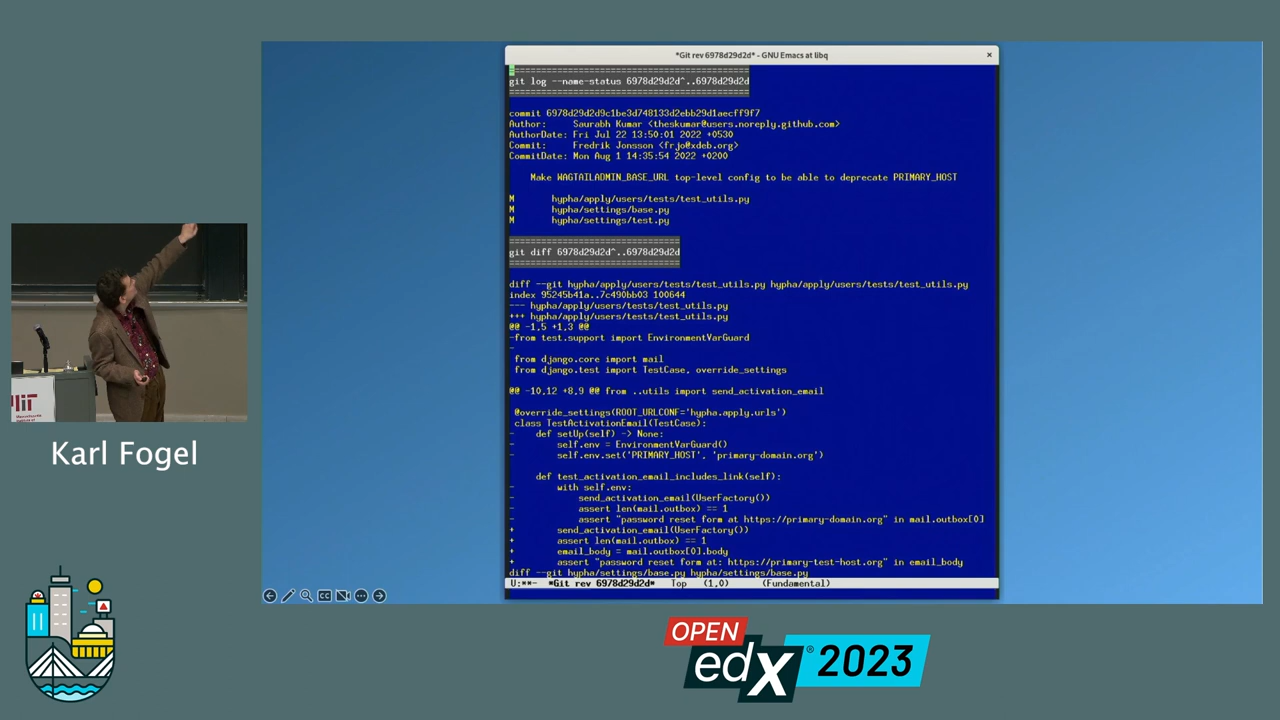 *Git rev 6978d29d2d* - GNU Emacs at libq
×
================================================
git log --name-status 6978d29d2d^..6978d29d2d
================================================
commit 6978d29d2d9c1be3d748133d2ebb29d1aecff9f7
Author:     Saurabh Kumar <theskumar@users.noreply.github.com>
AuthorDate: Fri Jul 22 13:50:01 2022 +0530
Commit:     Fredrik Jonsson <frjo@xdeb.org>
CommitDate: Mon Aug 1 14:35:54 2022 +0200
Make WAGTAILADMIN_BASE_URL top-level config to be able to deprecate PRIMARY_HOST
M       hypha/apply/users/tests/test_utils.py
M       hypha/settings/base.py
M       hypha/settings/test.py
================================
git diff 6978d29d2d^..6978d29d2d
================================
diff --git hypha/apply/users/tests/test_utils.py hypha/apply/users/tests/test_utils.py
index 95245b41a..7c490bb03 100644
--- hypha/apply/users/tests/test_utils.py
+++ hypha/apply/users/tests/test_utils.py
@@ -1,5 +1,3 @@
-from test.support import EnvironmentVarGuard
-
 from django.core import mail
 from django.test import TestCase, override_settings
@@ -10,12 +8,9 @@ from ..utils import send_activation_email
 @override_settings(ROOT_URLCONF='hypha.apply.urls')
 class TestActivationEmail(TestCase):
-    def setUp(self) -> None:
-        self.env = EnvironmentVarGuard()
-        self.env.set('PRIMARY_HOST', 'primary-domain.org')
-
     def test_activation_email_includes_link(self):
-        with self.env:
-            send_activation_email(UserFactory())
-            assert len(mail.outbox) == 1
-            assert "password reset form at https://primary-domain.org" in mail.outbox[0]
+        send_activation_email(UserFactory())
+        assert len(mail.outbox) == 1
+        email_body = mail.outbox[0].body
+        assert "password reset form at: https://primary-test-host.org" in email_body
diff --git hypha/settings/base.py hypha/settings/base.py
U:**-  *Git rev 6978d29d2d*   Top   (1,0)      (Fundamental)
Karl Fogel
OPEN
edX® 2023